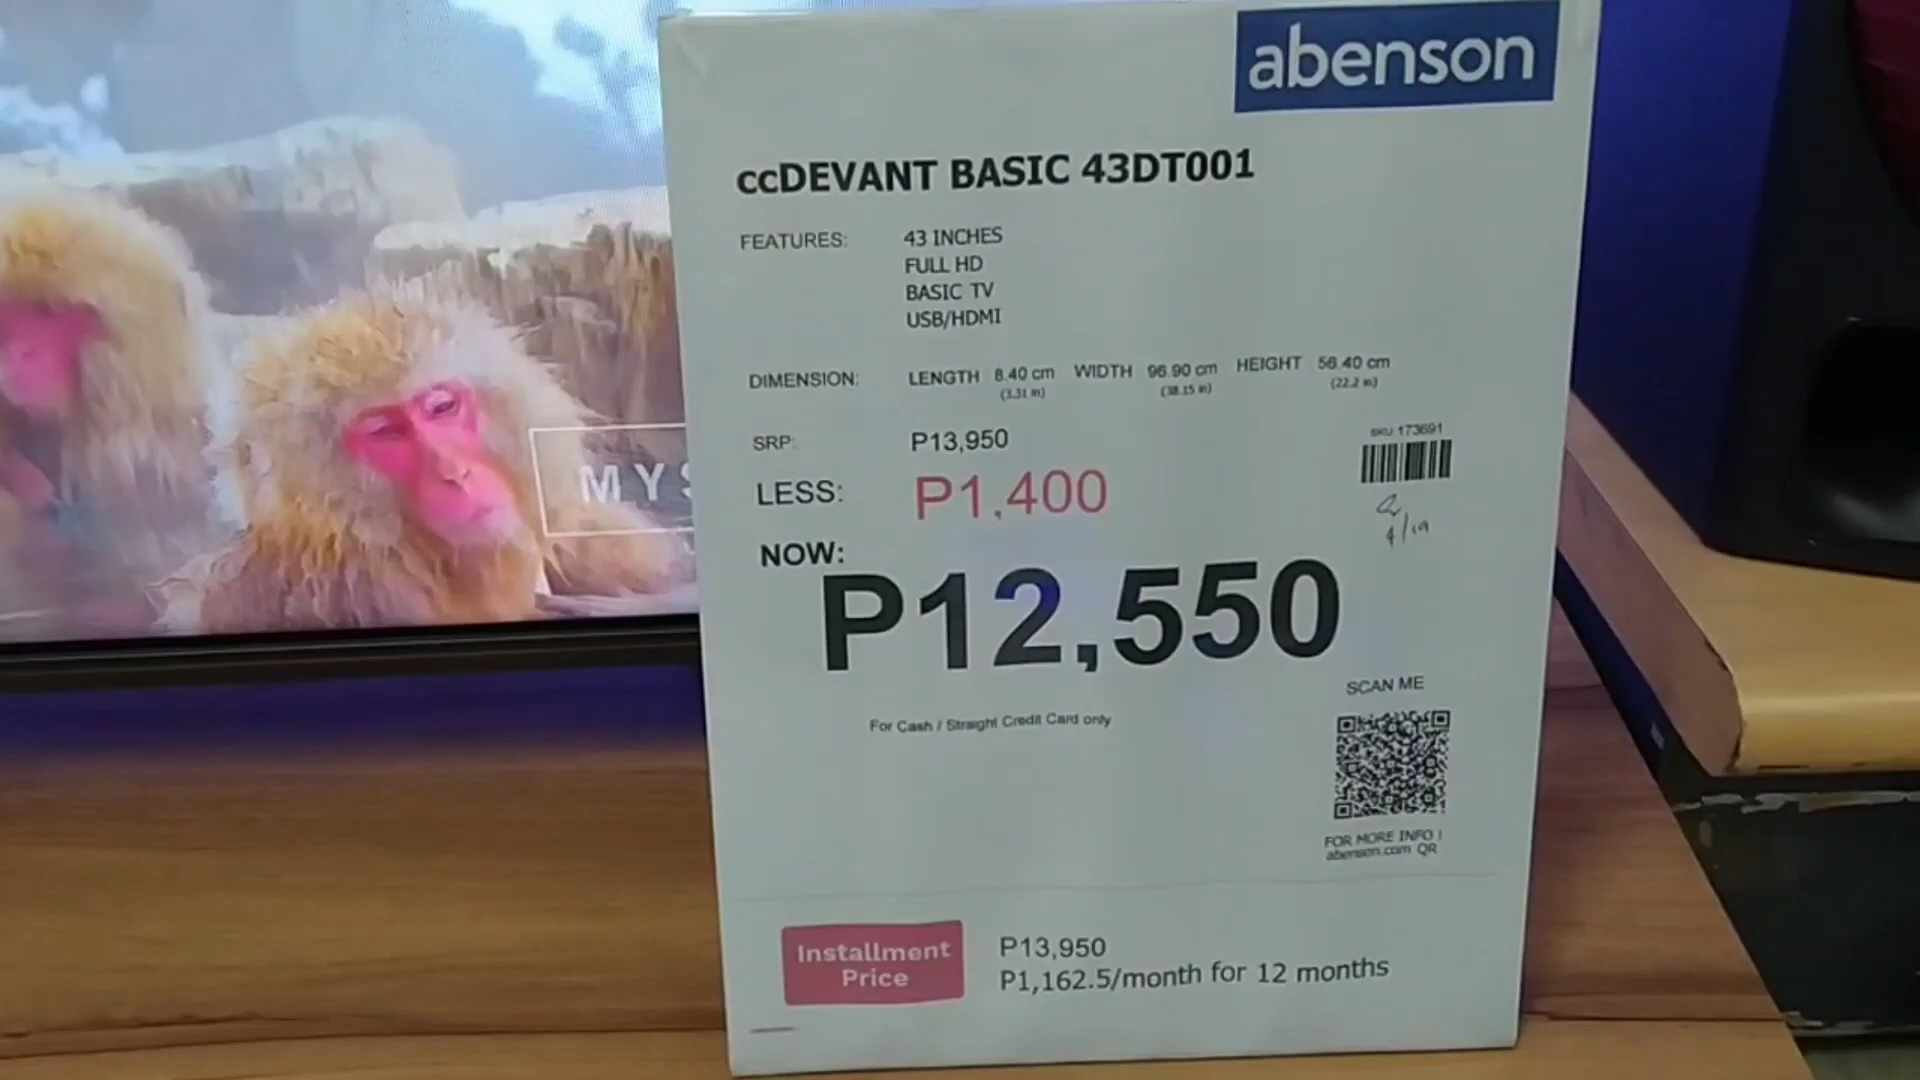 abenson
ccDEVANT BASIC 43DT001
FEATURES: 43 INCHES
FULL HD
BASIC TV
USB/HDMI
DIMENSION: LENGTH 8.40 cm WIDTH 96.90 cm HEIGHT 56.40 cm
(3.31 in) (38.15 in) (22.2 in)
SRP: P13,950
SKU 173691
LESS: P1,400
4/19
NOW:
P12,550
MYS
For Cash / Straight Credit Card only
SCAN ME
FOR MORE INFO !
abenson.com QR
Installment
Price
P13,950
P1,162.5/month for 12 months